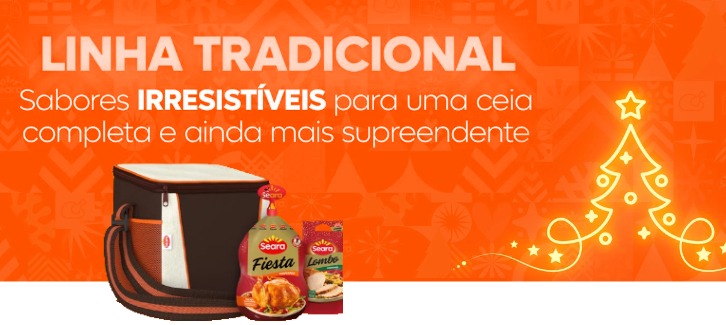 LINHA TRADICIONAL
Sabores IRRESISTÍVEIS para uma ceia
completa e ainda mais supreendente
Seara
Seara
Fiesta
Seara
Lombo